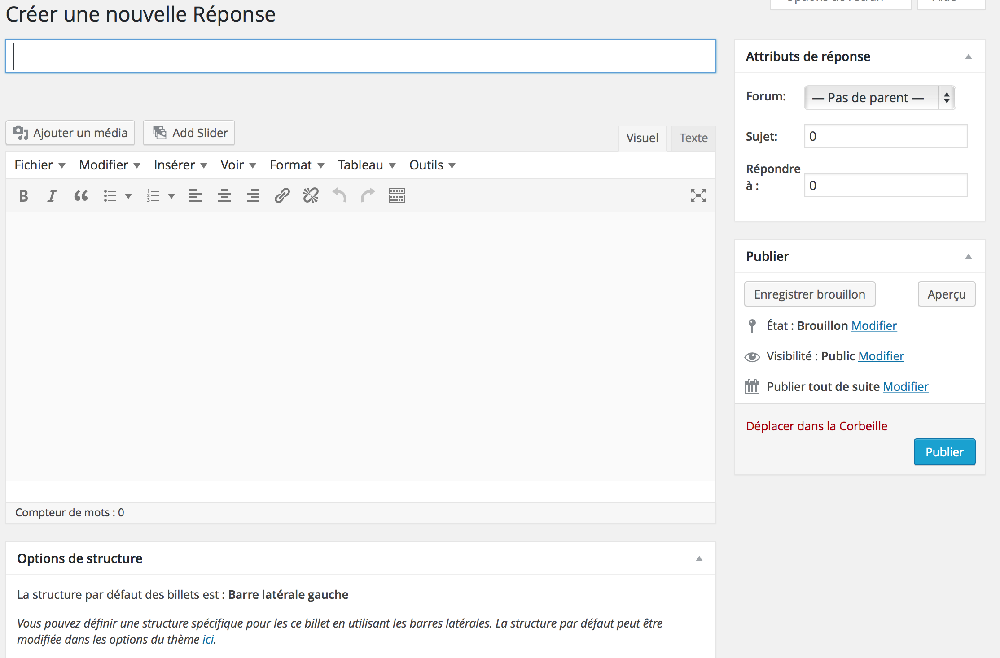 Créer une nouvelle Réponse
Ajouter un média
Add Slider
Visuel
Texte
Fichier
Modifier
Insérer
Voir
Format
Tableau
Outils
B
I
Compteur de mots : 0
Options de structure
La structure par défaut des billets est : Barre latérale gauche
Vous pouvez définir une structure spécifique pour les ce billet en utilisant les barres latérales. La structure par défaut peut être
modifiée dans les options du thème ici.
Attributs de réponse
Forum:
— Pas de parent —
Sujet:
0
Répondre
à :
0
Publier
Enregistrer brouillon
Aperçu
État : Brouillon Modifier
Visibilité : Public Modifier
Publier tout de suite Modifier
Déplacer dans la Corbeille
Publier